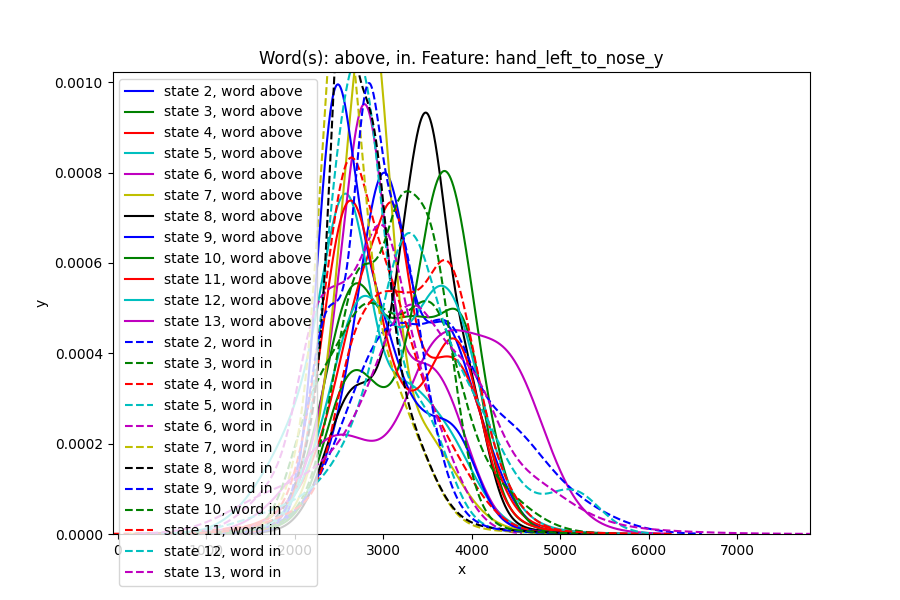 Word(s): above, in. Feature: hand_left_to_nose_y
0.0010
0.0008
0.0006
0.0004
0.0002
0.0000
y
state 2, word above
state 3, word above
state 4, word above
state 5, word above
state 6, word above
state 7, word above
state 8, word above
state 9, word above
state 10, word above
state 11, word above
state 12, word above
state 13, word above
state 2, word in
state 3, word in
state 4, word in
state 5, word in
state 6, word in
state 7, word in
state 8, word in
state 9, word in
state 10, word in
state 11, word in
state 12, word in
state 13, word in
0 1000 2000 3000 4000 5000 6000 7000
x